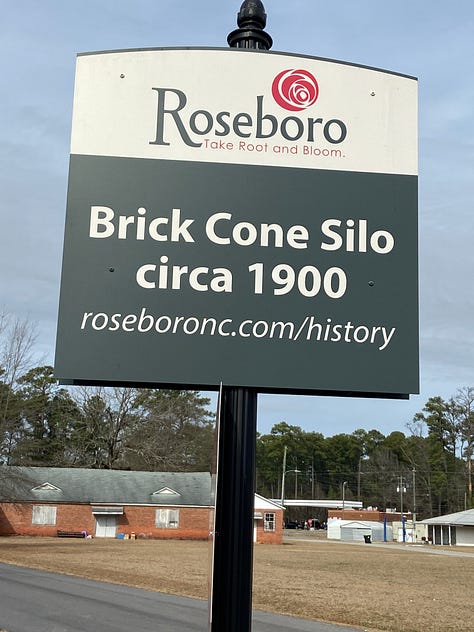 Roseboro
Take Root and Bloom.
Brick Cone Silo
circa 1900
roseboronc.com/history